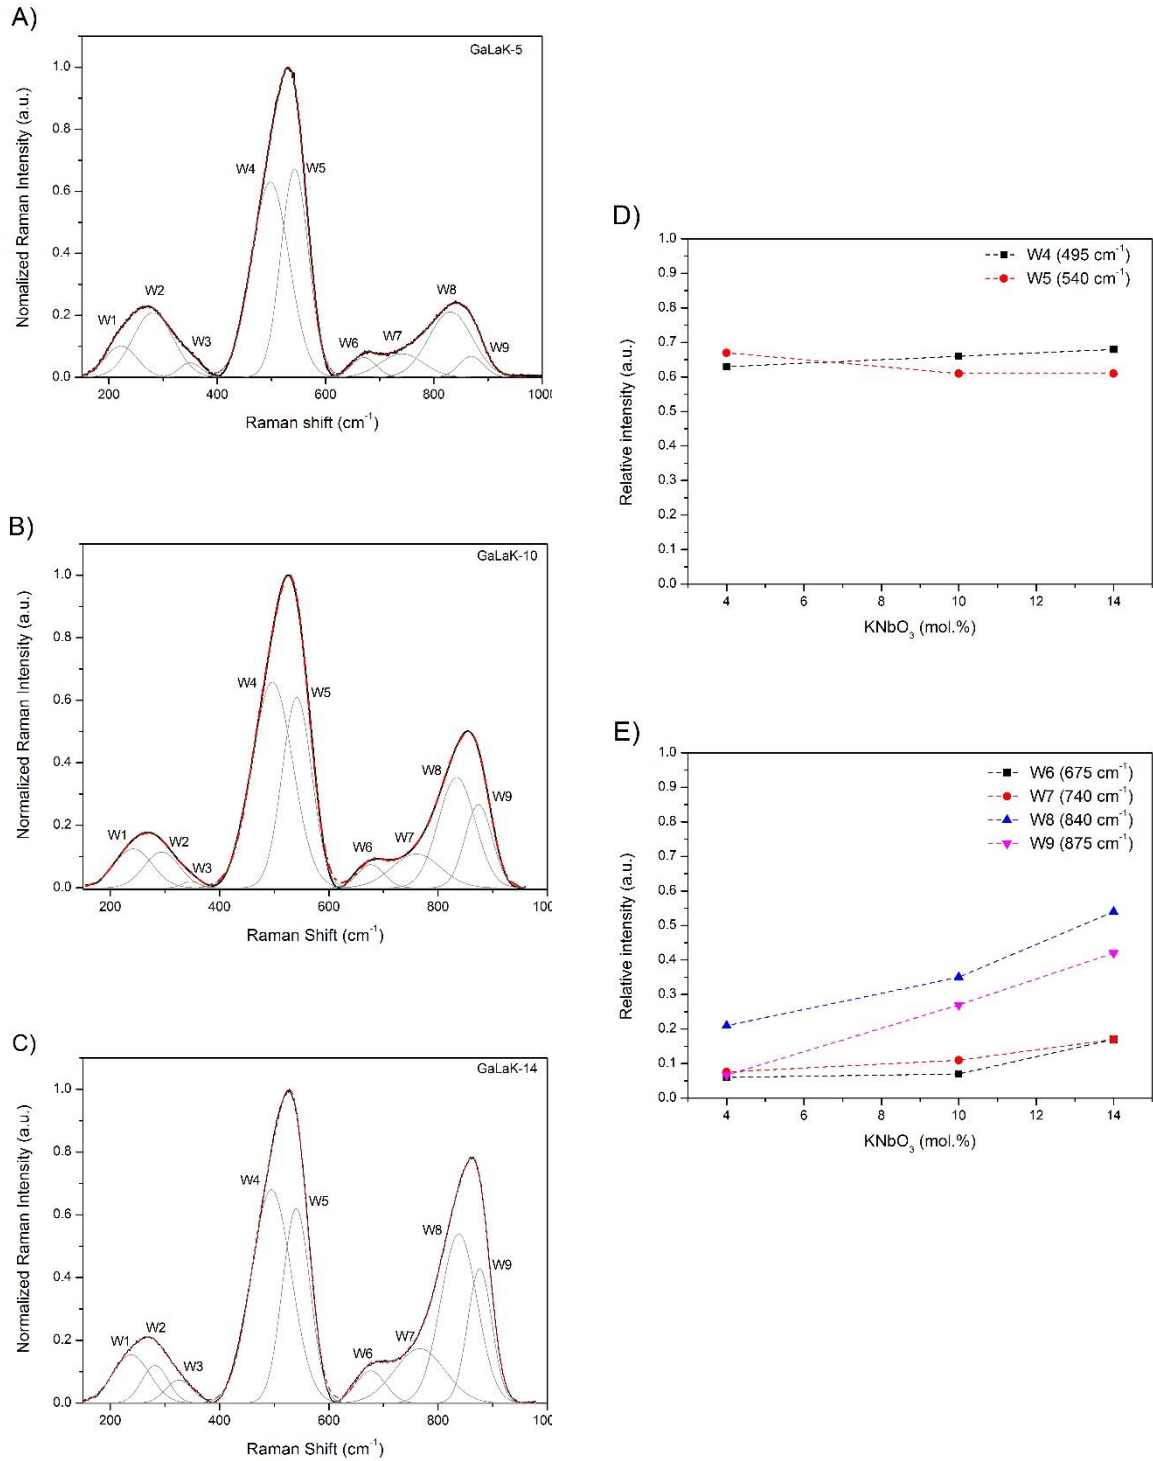 A)
GaLaK-5
Nomalized Raman Intensity (a.u.)
1.0
0.8
0.6
0.4
0.2
0.0
W1
W2
W3
W4
W5
W6
W7
W8
W9
200 400 600 800 1000
Raman shift (cm-1)
B)
GaLaK-10
Normalized Raman Intensity (a.u.)
1.0
0.8
0.6
0.4
0.2
0.0
W1
W2
W3
W4
W5
W6
W7
W8
W9
200 400 600 800 100
Raman Shift (cm-1)
C)
GaLaK-14
Normalized Raman Intensity (a.u.)
1.0
0.8
0.6
0.4
0.2
0.0
W1
W2
W3
W4
W5
W6
W7
W8
W9
200 400 600 800 100
Raman Shift (cm-1)
D)
W4 (495 cm-1)
W5 (540 cm-1)
Relative intensity (a.u.)
1.0
0.9
0.8
0.7
0.6
0.5
0.4
0.3
0.2
0.1
0.0
4 6 8 10 12 14
KNbO3 (mol.%)
E)
W6 (675 cm-1)
W7 (740 cm-1)
W8 (840 cm-1)
W9 (875 cm-1)
Relative intensity (a.u.)
1.0
0.9
0.8
0.7
0.6
0.5
0.4
0.3
0.2
0.1
0.0
4 6 8 10 12 14
KNbO3 (mol.%)